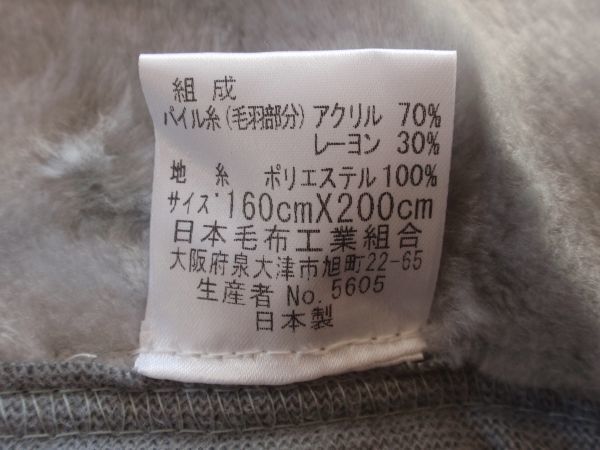 組成
パイル糸(毛羽部分) アクリル 70%
レーヨン 30%
地糸 ポリエステル 100%
サイズ 160cmX200cm
日本毛布工業組合
大阪府泉大津市旭町22-65
生産者 No.5605
日本製